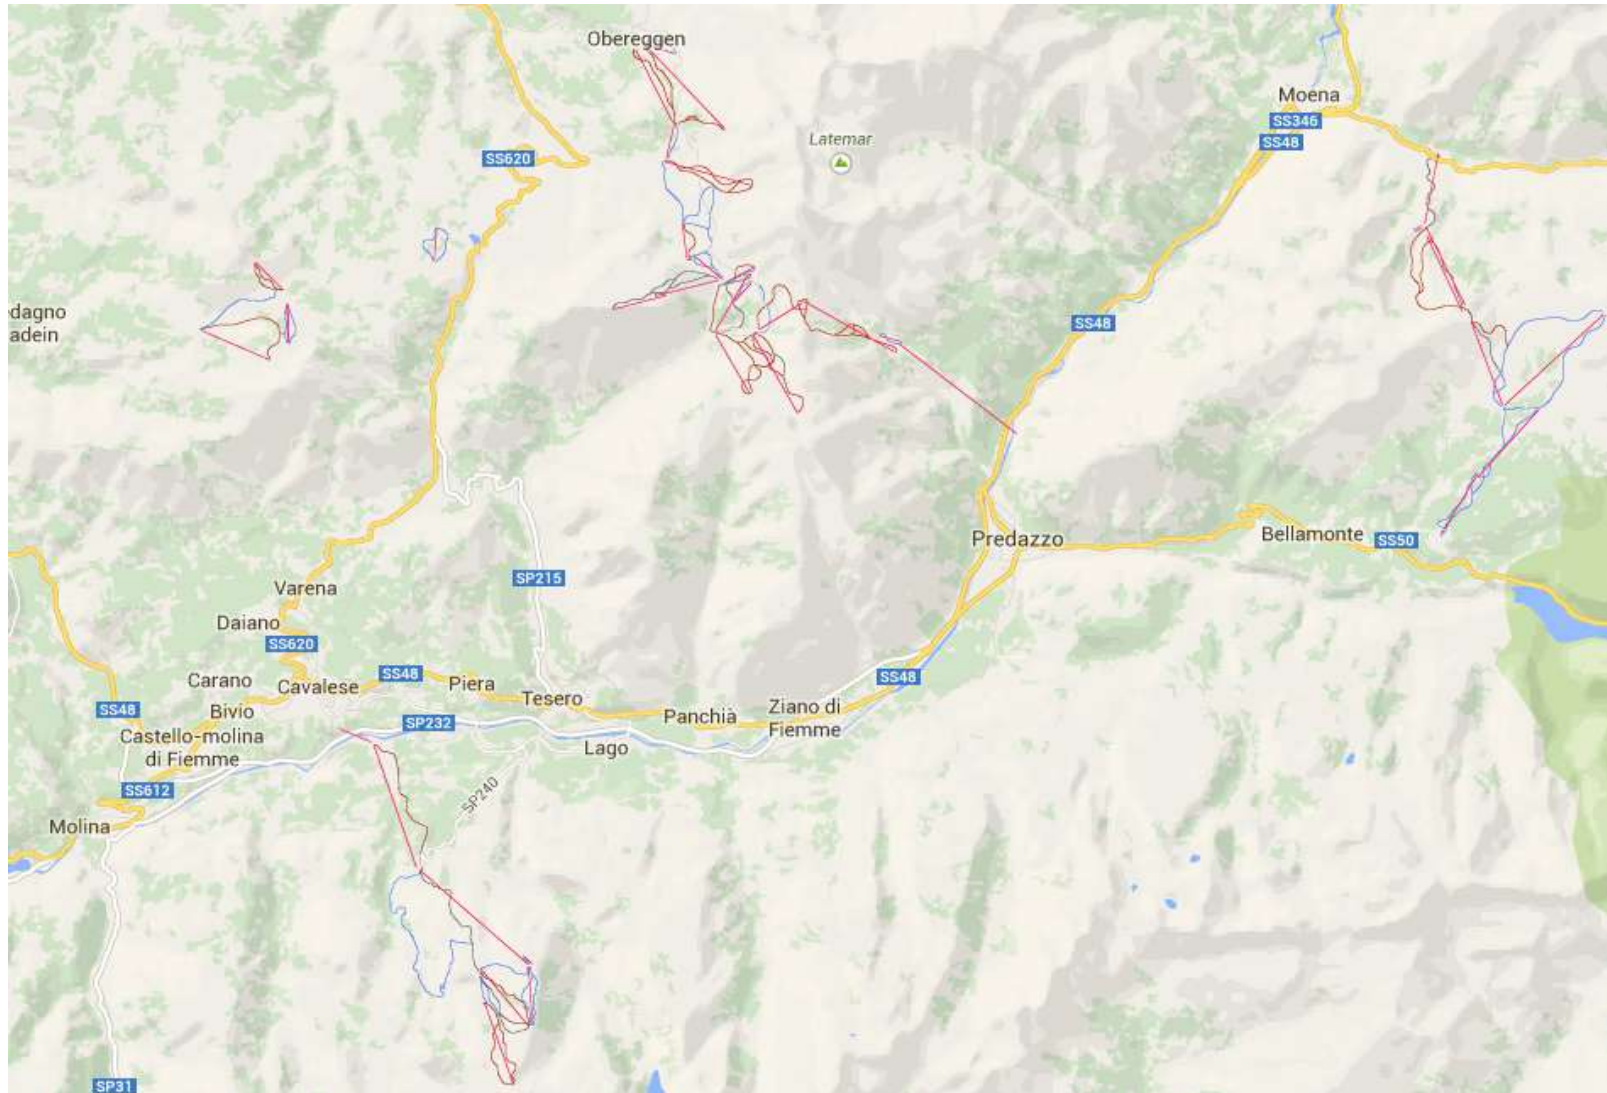 Obereggen
Moena
SS346
SS48
Latemar
SS620
edagno
adein
SS48
Predazzo
Bellamonte
SS50
SP215
Varena
Daiano
SS620
Carano
Cavalese
SS48
Piera
Tesero
SS48
Bivio
SS48
Panchià
Ziano di
Fiemme
SP232
Castello-molina
di Fiemme
Lago
SS612
SP240
Molina
SP31